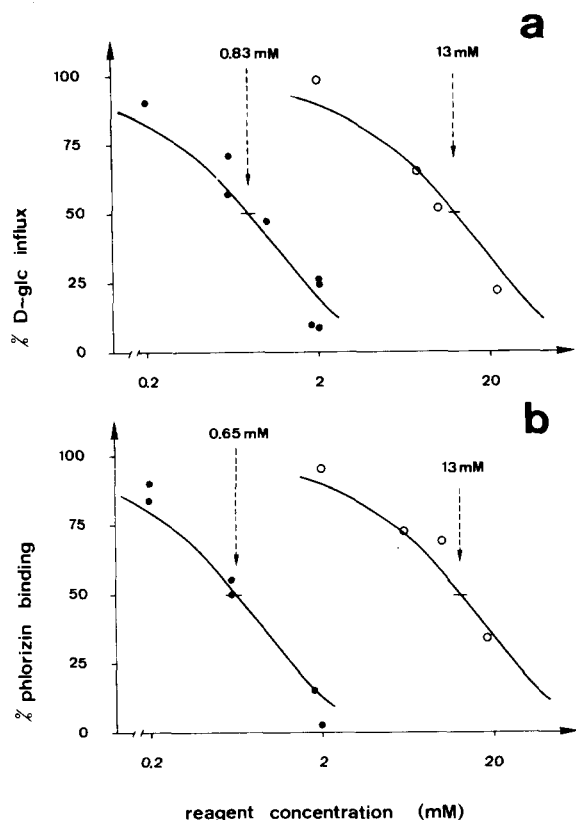 a
0.83 mM
13 mM
100
75
50
25
0
% D-glc influx
0.2
2
20
b
0.65 mM
13 mM
100
75
50
25
0
% phlorizin binding
0.2
2
20
reagent concentration (mM)